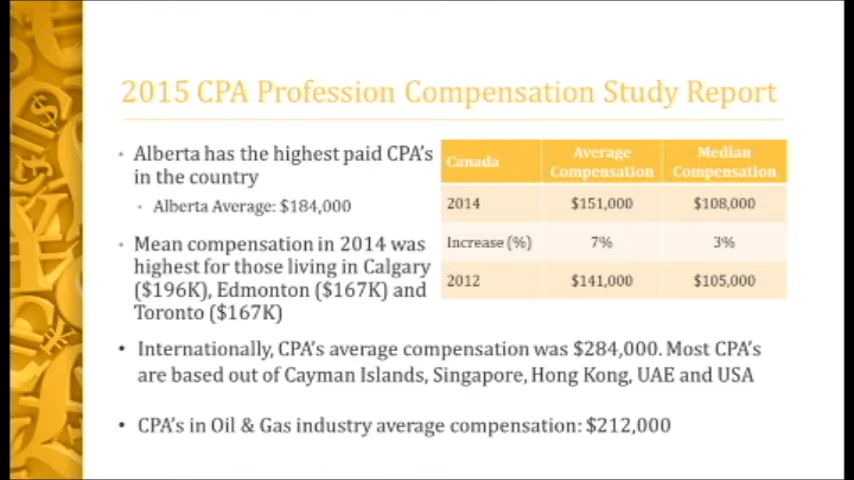 2015 CPA Profession Compensation Study Report
• Alberta has the highest paid CPA's
in the country
• Alberta Average: $184,000
• Mean compensation in 2014 was
highest for those living in Calgary
($196K), Edmonton ($167K) and
Toronto ($167K)
Canada Average Compensation Median Compensation
2014 $151,000 $108,000
Increase (%) 7% 3%
2012 $141,000 $105,000
• Internationally, CPA's average compensation was $284,000. Most CPA's
are based out of Cayman Islands, Singapore, Hong Kong, UAE and USA
• CPA's in Oil & Gas industry average compensation: $212,000